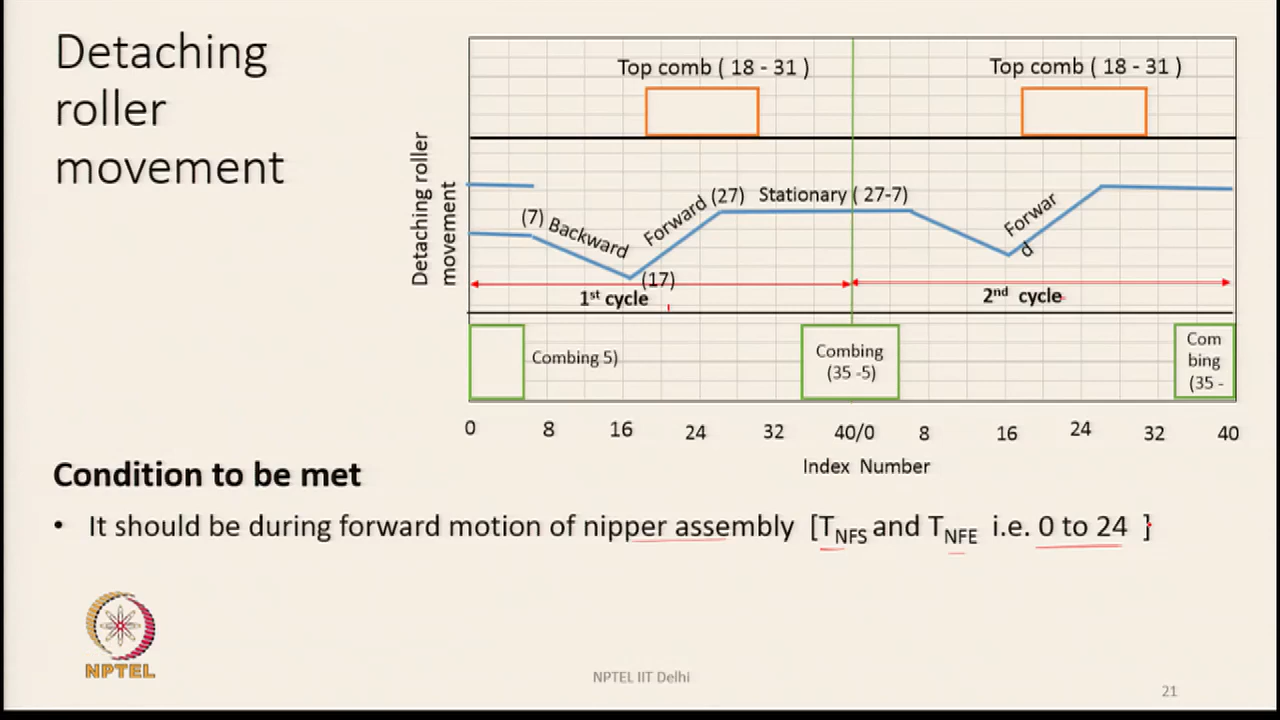 Detaching
roller
movement
Top comb ( 18 - 31 )
Top comb ( 18 - 31 )
Detaching roller
movement
(7) Backward
Forward (27)
Stationary ( 27-7)
(17)
Forwar
d
1st cycle
2nd cycle
Combing 5)
Combing
(35 -5)
Com
bing
(35 -
0 8 16 24 32 40/0 8 16 24 32 40
Index Number
Condition to be met
• It should be during forward motion of nipper assembly [TNFS and TNFE i.e. 0 to 24 ]
NPTEL
NPTEL IIT Delhi
21